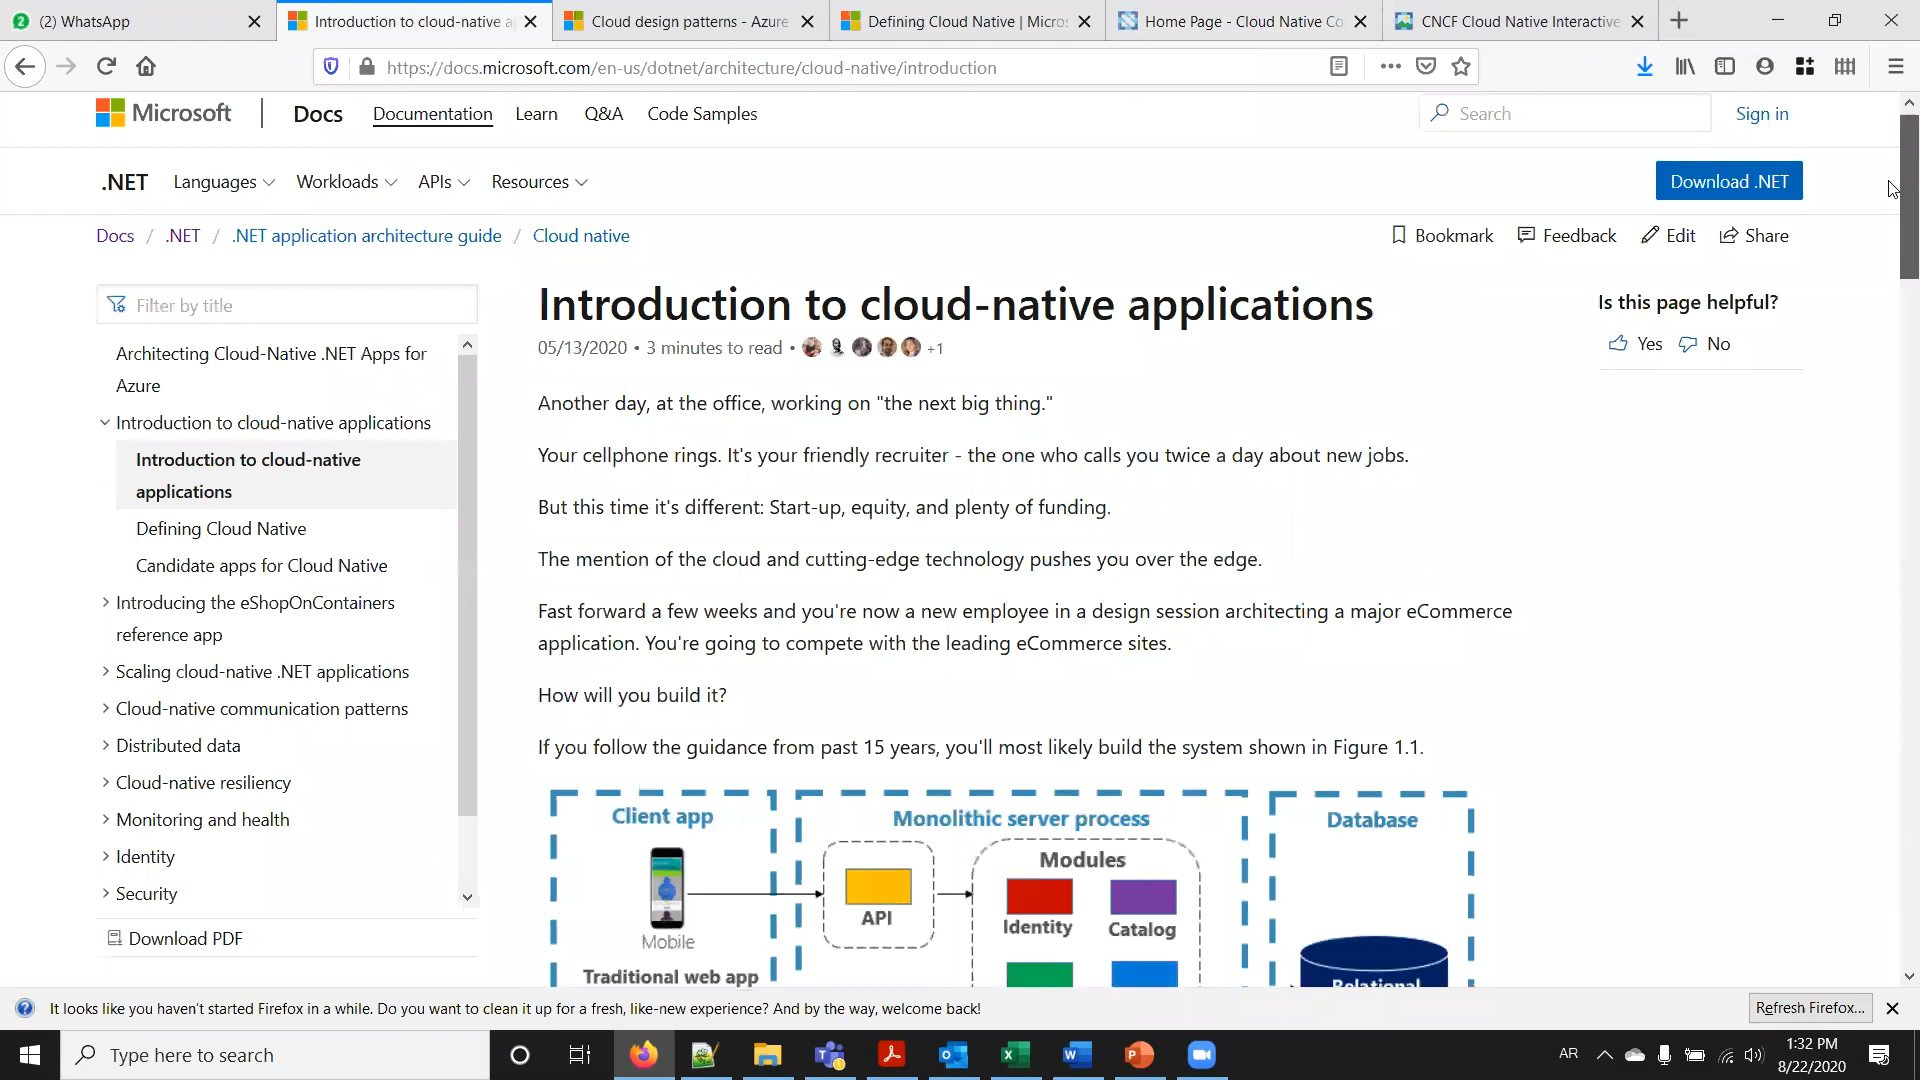 (2) WhatsApp
Introduction to cloud-native a
Cloud design patterns - Azure
Defining Cloud Native | Micros
Home Page - Cloud Native Co
CNCF Cloud Native Interactive
https://docs.microsoft.com/en-us/dotnet/architecture/cloud-native/introduction
Microsoft
Docs
Documentation
Learn
Q&A
Code Samples
Search
Sign in
.NET
Languages
Workloads
APIs
Resources
Download .NET
Docs / .NET / .NET application architecture guide / Cloud native
Bookmark
Feedback
Edit
Share
Filter by title
Architecting Cloud-Native .NET Apps for
Azure
Introduction to cloud-native applications
Introduction to cloud-native
applications
Defining Cloud Native
Candidate apps for Cloud Native
Introducing the eShopOnContainers
reference app
Scaling cloud-native .NET applications
Cloud-native communication patterns
Distributed data
Cloud-native resiliency
Monitoring and health
Identity
Security
Download PDF
Introduction to cloud-native applications
05/13/2020 • 3 minutes to read • +1
Another day, at the office, working on "the next big thing."
Your cellphone rings. It's your friendly recruiter - the one who calls you twice a day about new jobs.
But this time it's different: Start-up, equity, and plenty of funding.
The mention of the cloud and cutting-edge technology pushes you over the edge.
Fast forward a few weeks and you're now a new employee in a design session architecting a major eCommerce
application. You're going to compete with the leading eCommerce sites.
How will you build it?
If you follow the guidance from past 15 years, you'll most likely build the system shown in Figure 1.1.
Client app
Mobile
Traditional web app
Monolithic server process
API
Modules
Identity
Catalog
Database
Relational
Is this page helpful?
Yes
No
It looks like you haven't started Firefox in a while. Do you want to clean it up for a fresh, like-new experience? And by the way, welcome back!
Refresh Firefox...
Type here to search
AR
1:32 PM
8/22/2020